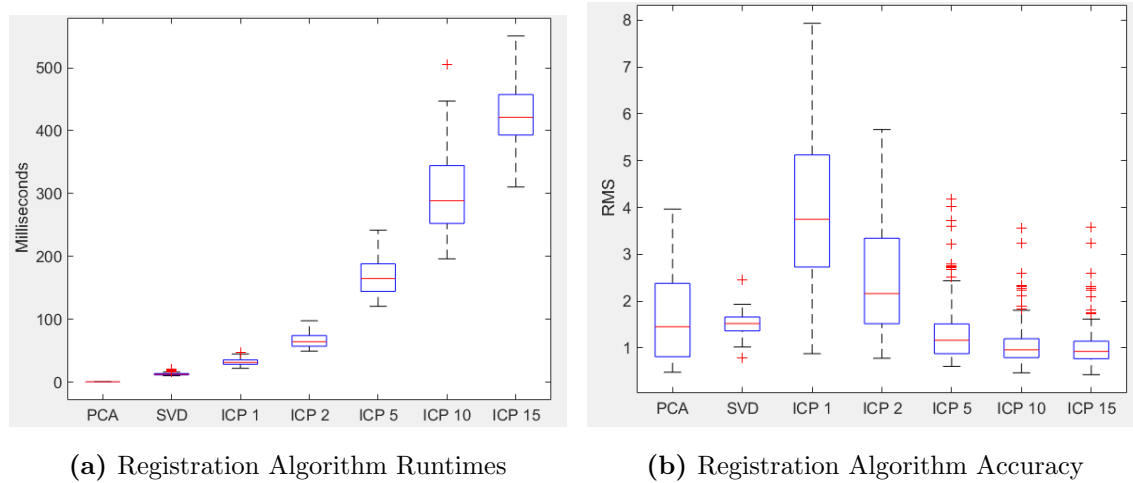 500
400
300
200
100
0
Milliseconds
PCA SVD ICP 1 ICP 2 ICP 5 ICP 10 ICP 15
(a) Registration Algorithm Runtimes
8
7
6
5
4
3
2
1
RMS
PCA SVD ICP 1 ICP 2 ICP 5 ICP 10 ICP 15
(b) Registration Algorithm Accuracy